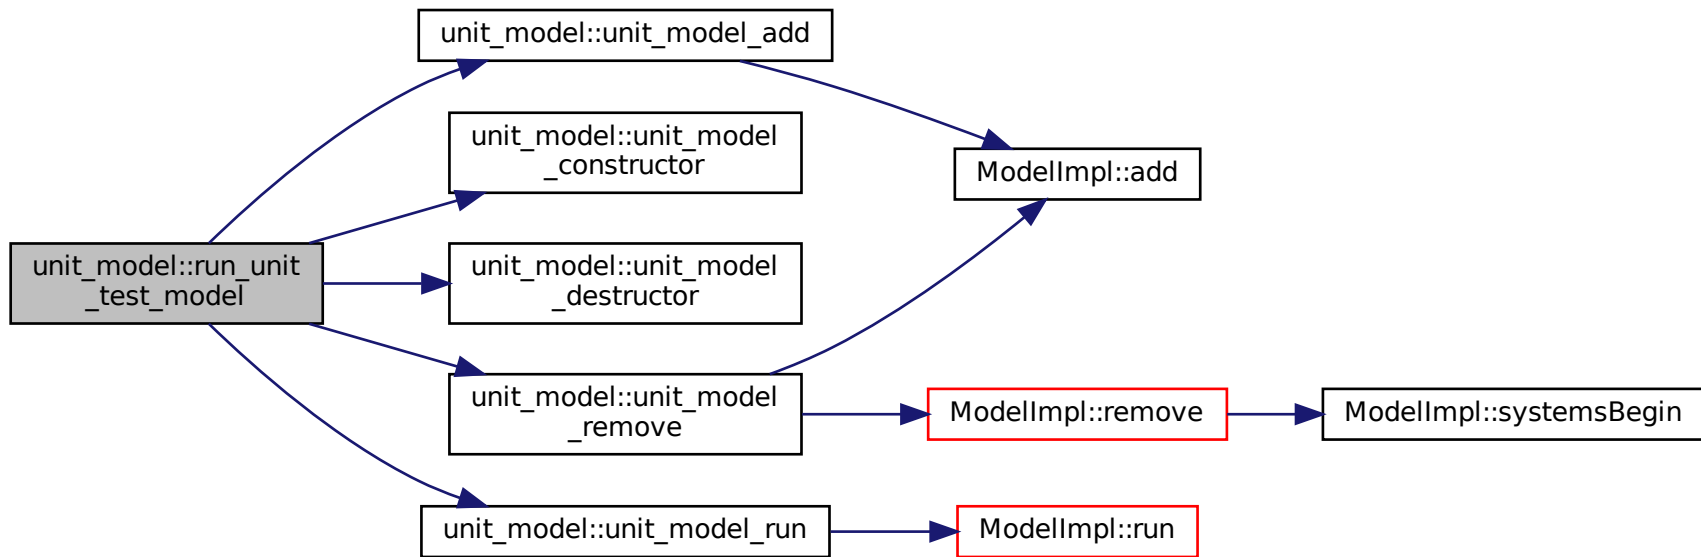 unit_model::unit_model_add
unit_model::unit_model
_constructor
ModelImpl::add
unit_model::run_unit
_test_model
unit_model::unit_model
_destructor
unit_model::unit_model
_remove
ModelImpl::remove
ModelImpl::systemsBegin
unit_model::unit_model_run
ModelImpl::run